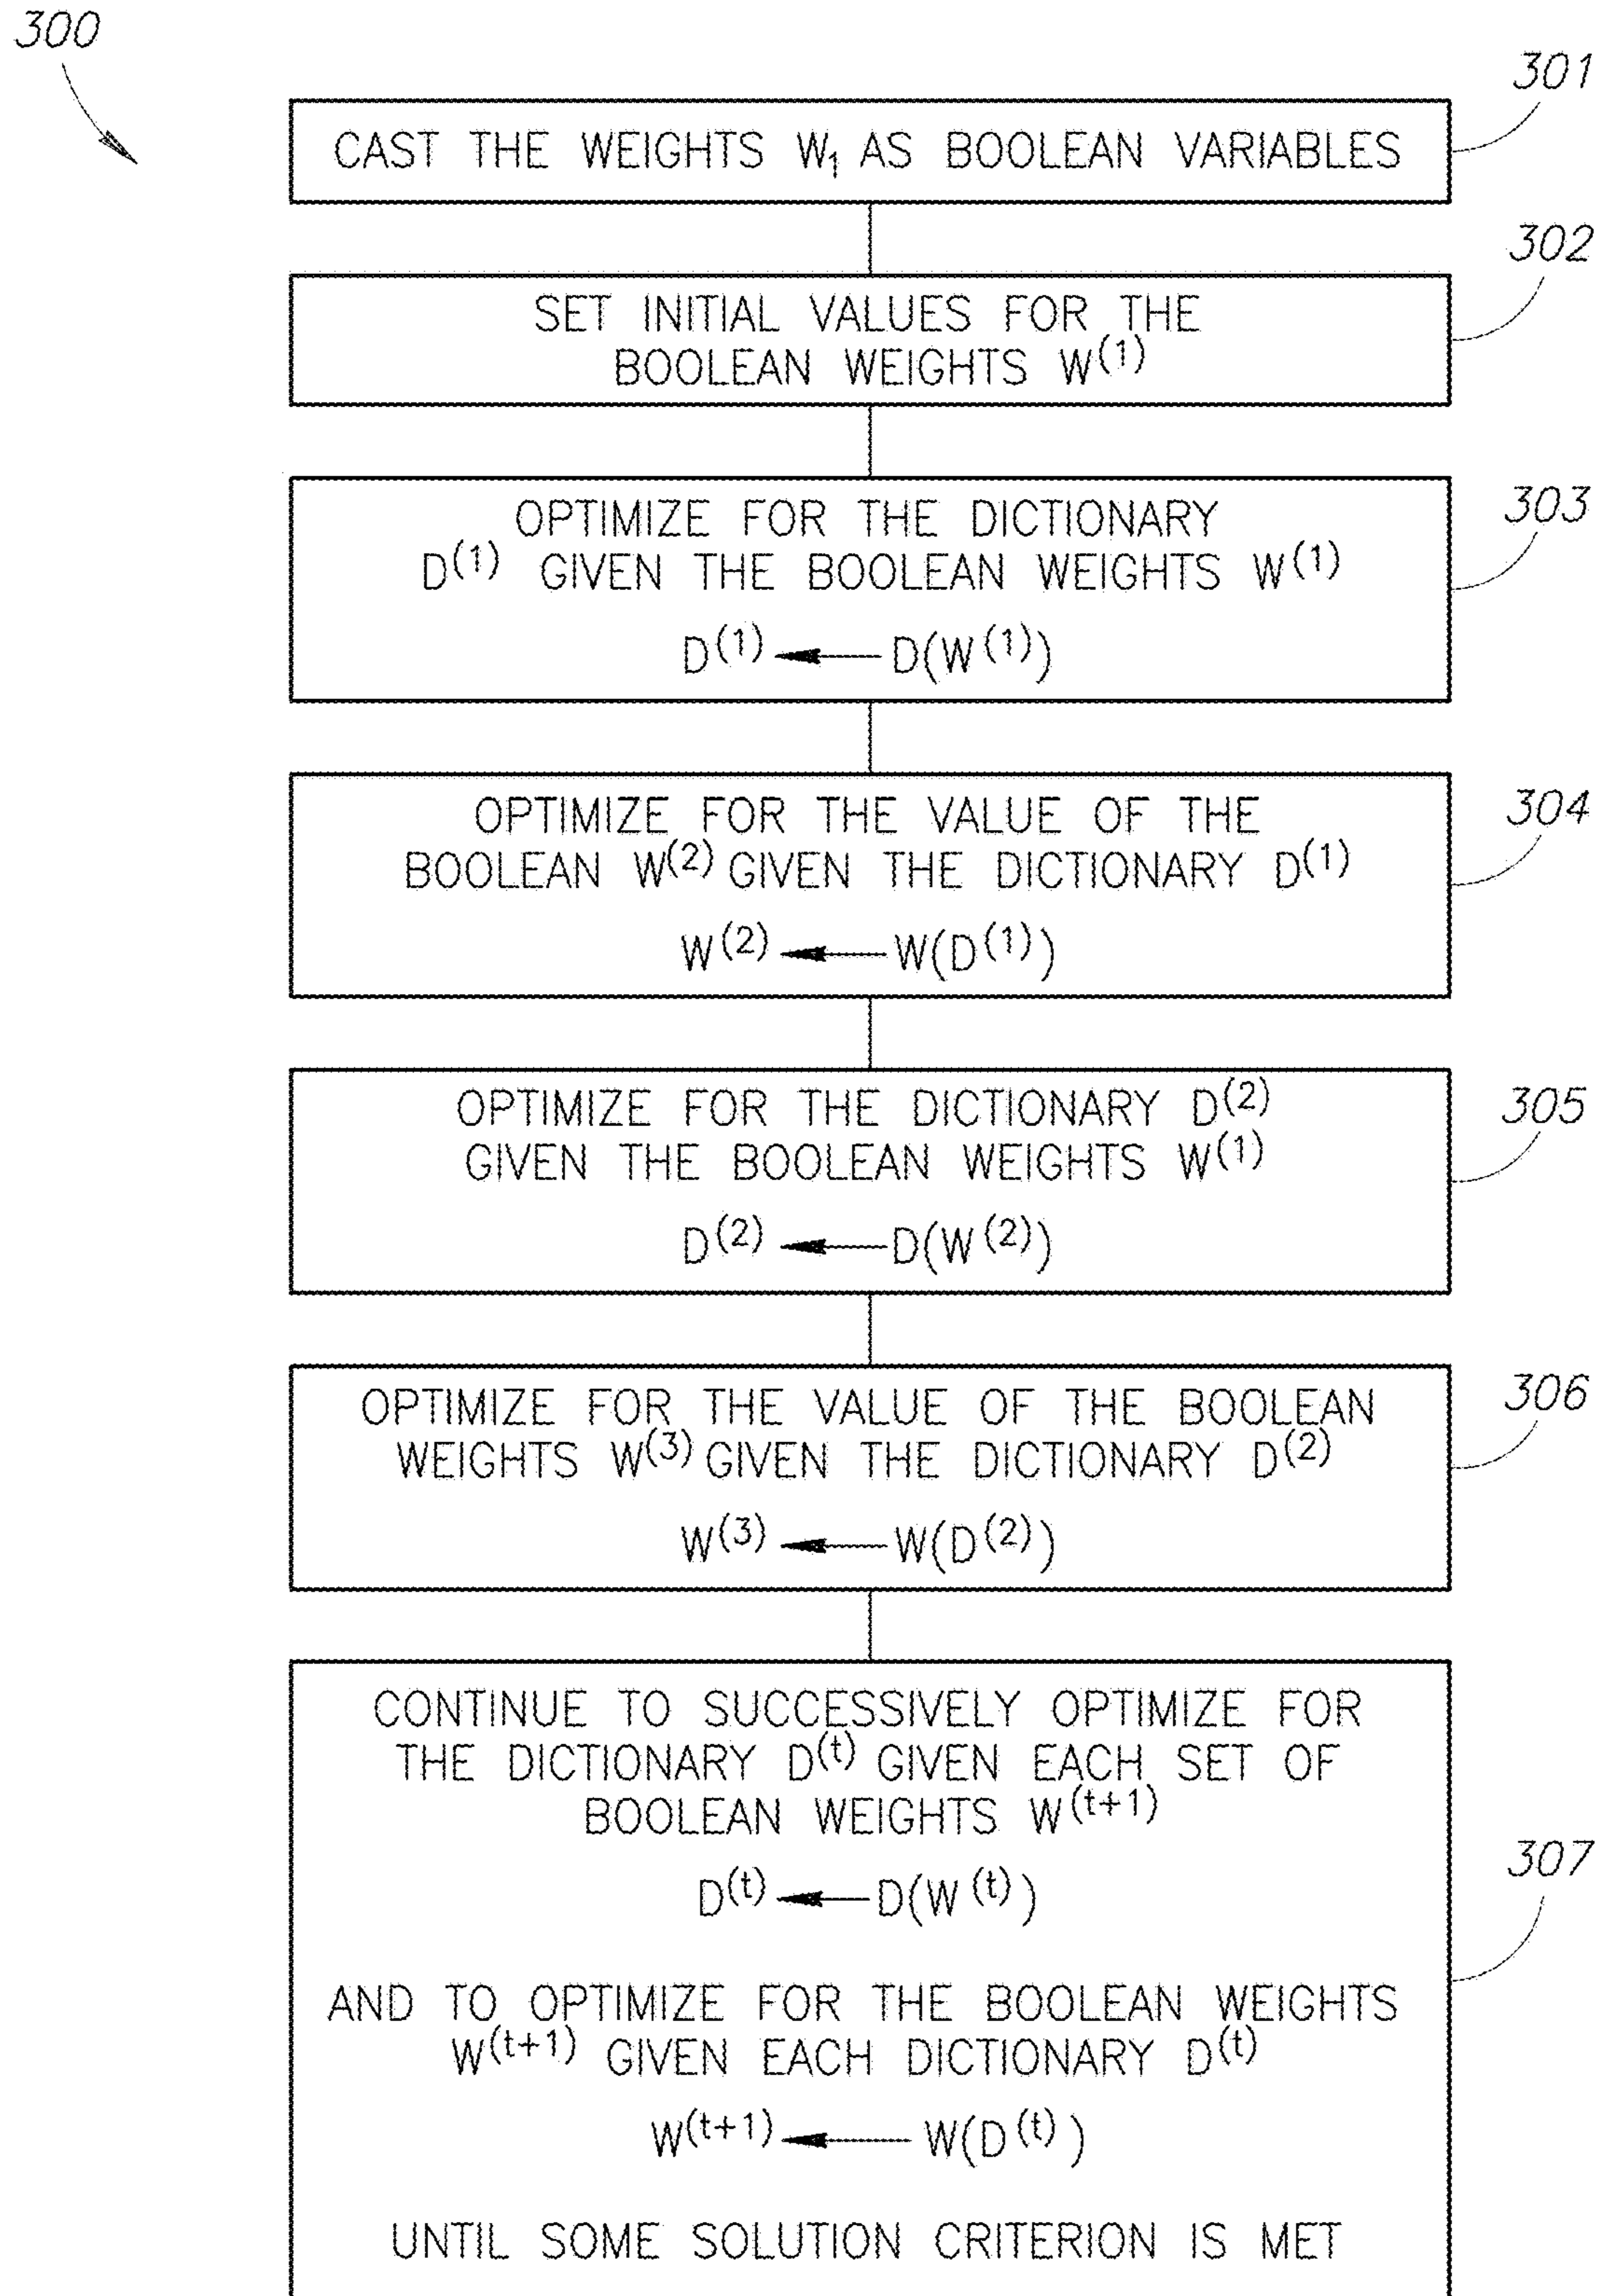 300
301
CAST THE WEIGHTS W₁ AS BOOLEAN VARIABLES
302
SET INITIAL VALUES FOR THE
BOOLEAN WEIGHTS W⁽¹⁾
303
OPTIMIZE FOR THE DICTIONARY
D⁽¹⁾ GIVEN THE BOOLEAN WEIGHTS W⁽¹⁾
D⁽¹⁾ ← D(W⁽¹⁾)
304
OPTIMIZE FOR THE VALUE OF THE
BOOLEAN W⁽²⁾ GIVEN THE DICTIONARY D⁽¹⁾
W⁽²⁾ ← W(D⁽¹⁾)
305
OPTIMIZE FOR THE DICTIONARY D⁽²⁾
GIVEN THE BOOLEAN WEIGHTS W⁽¹⁾
D⁽²⁾ ← D(W⁽²⁾)
306
OPTIMIZE FOR THE VALUE OF THE BOOLEAN
WEIGHTS W⁽³⁾ GIVEN THE DICTIONARY D⁽²⁾
W⁽³⁾ ← W(D⁽²⁾)
307
CONTINUE TO SUCCESSIVELY OPTIMIZE FOR
THE DICTIONARY D⁽ᵗ⁾ GIVEN EACH SET OF
BOOLEAN WEIGHTS W⁽ᵗ⁺¹⁾
D⁽ᵗ⁾ ← D(W⁽ᵗ⁾)
AND TO OPTIMIZE FOR THE BOOLEAN WEIGHTS
W⁽ᵗ⁺¹⁾ GIVEN EACH DICTIONARY D⁽ᵗ⁾
W⁽ᵗ⁺¹⁾ ← W(D⁽ᵗ⁾)
UNTIL SOME SOLUTION CRITERION IS MET